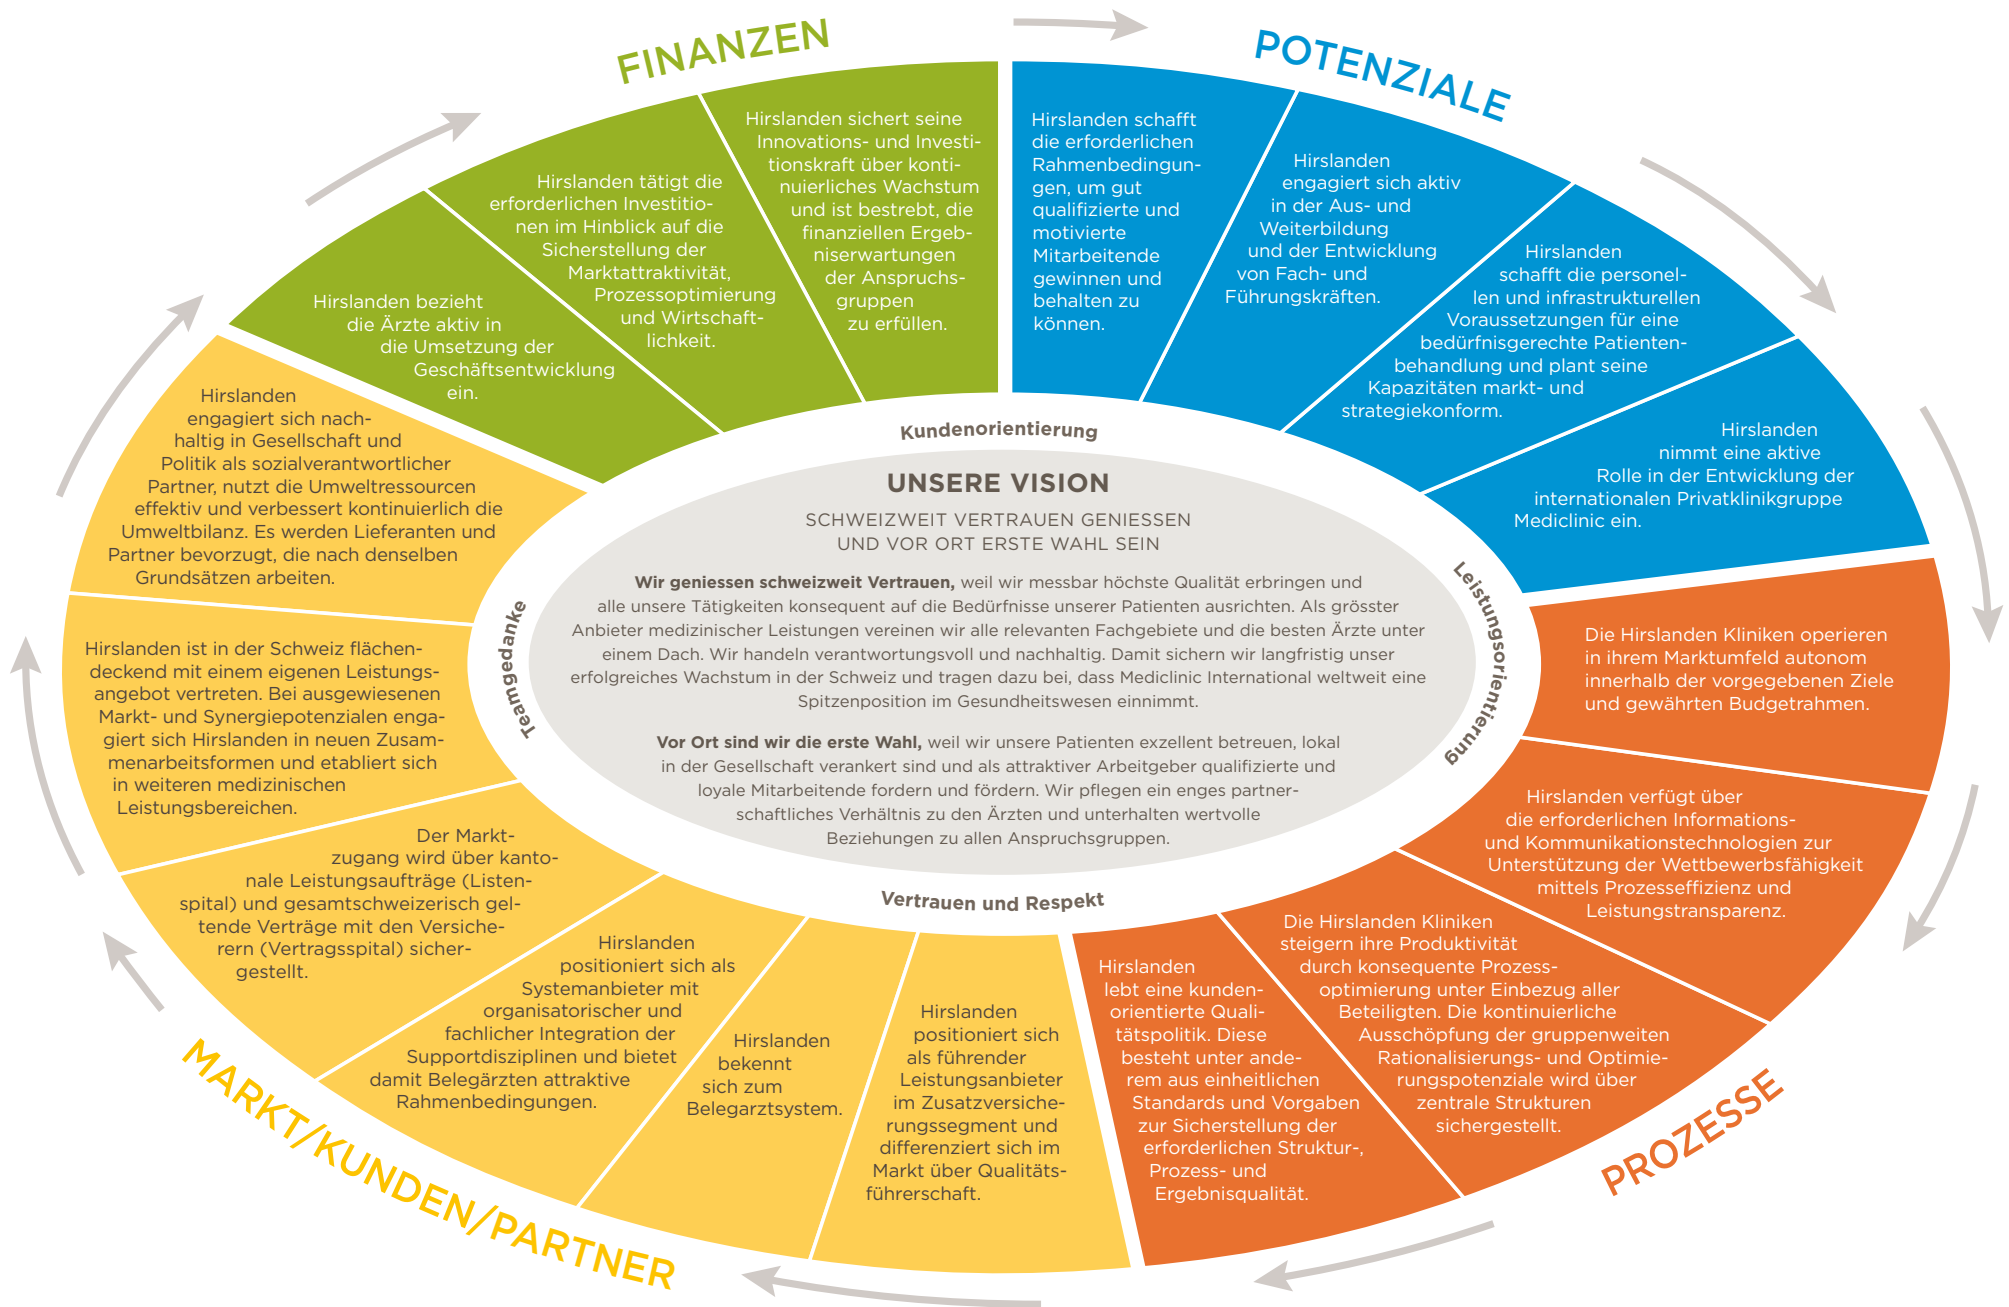 FINANZEN
Hirslanden bezieht
die Ärzte aktiv in
die Umsetzung der
Geschäftsentwicklung
ein.
Hirslanden tätigt die
erforderlichen Investitio-
nen im Hinblick auf die
Sicherstellung der
Marktattraktivität,
Prozessoptimierung
und Wirtschaft-
lichkeit.
Hirslanden sichert seine
Innovations- und Investi-
tionskraft über konti-
nuierliches Wachstum
und ist bestrebt, die
finanziellen Ergeb-
niserwartungen
der Anspruchs-
gruppen
zu erfüllen.
POTENZIALE
Hirslanden schafft
die erforderlichen
Rahmenbedingun-
gen, um gut
qualifizierte und
motivierte
Mitarbeitende
gewinnen und
behalten zu
können.
Hirslanden
engagiert sich aktiv
in der Aus- und
Weiterbildung
und der Entwicklung
von Fach- und
Führungskräften.
Hirslanden
schafft die personel-
len und infrastrukturellen
Voraussetzungen für eine
bedürfnisgerechte Patienten-
behandlung und plant seine
Kapazitäten markt- und
strategiekonform.
Hirslanden
nimmt eine aktive
Rolle in der Entwicklung der
internationalen Privatklinikgruppe
Mediclinic ein.
PROZESSE
Die Hirslanden Kliniken operieren
in ihrem Marktumfeld autonom
innerhalb der vorgegebenen Ziele
und gewährten Budgetrahmen.
Hirslanden verfügt über
die erforderlichen Informations-
und Kommunikationstechnologien zur
Unterstützung der Wettbewerbsfähigkeit
mittels Prozesseffizienz und
Leistungstransparenz.
Die Hirslanden Kliniken
steigern ihre Produktivität
durch konsequente Prozess-
optimierung unter Einbezug aller
Beteiligten. Die kontinuierliche
Ausschöpfung der gruppenweiten
Rationalisierungs- und Optimie-
rungspotenziale wird über
zentrale Strukturen
sichergestellt.
Hirslanden
lebt eine kunden-
orientierte Quali-
tätspolitik. Diese
besteht unter ande-
rem aus einheitlichen
Standards und Vorgaben
zur Sicherstellung der
erforderlichen Struktur-,
Prozess- und
Ergebnisqualität.
MARKT/KUNDEN/PARTNER
Hirslanden
positioniert sich
als führender
Leistungsanbieter
im Zusatzversiche-
rungssegment und
differenziert sich im
Markt über Qualitäts-
führerschaft.
Hirslanden
bekennt
sich zum
Belegarztsystem.
Hirslanden
positioniert sich als
Systemanbieter mit
organisatorischer und
fachlicher Integration der
Supportdisziplinen und bietet
damit Belegärzten attraktive
Rahmenbedingungen.
Der Markt-
zugang wird über kanto-
nale Leistungsaufträge (Listen-
spital) und gesamtschweizerisch gel-
tende Verträge mit den Versiche-
rern (Vertragsspital) sicher-
gestellt.
Hirslanden ist in der Schweiz flächen-
deckend mit einem eigenen Leistungs-
angebot vertreten. Bei ausgewiesenen
Markt- und Synergiepotenzialen enga-
giert sich Hirslanden in neuen Zusam-
menarbeitsformen und etabliert sich
in weiteren medizinischen
Leistungsbereichen.
Hirslanden
engagiert sich nach-
haltig in Gesellschaft und
Politik als sozialverantwortlicher
Partner, nutzt die Umweltressourcen
effektiv und verbessert kontinuierlich die
Umweltbilanz. Es werden Lieferanten und
Partner bevorzugt, die nach denselben
Grundsätzen arbeiten.
Kundenorientierung
Leistungsorientierung
Vertrauen und Respekt
Teamgedanke
UNSERE VISION
SCHWEIZWEIT VERTRAUEN GENIESSEN
UND VOR ORT ERSTE WAHL SEIN
Wir geniessen schweizweit Vertrauen, weil wir messbar höchste Qualität erbringen und
alle unsere Tätigkeiten konsequent auf die Bedürfnisse unserer Patienten ausrichten. Als grösster
Anbieter medizinischer Leistungen vereinen wir alle relevanten Fachgebiete und die besten Ärzte unter
einem Dach. Wir handeln verantwortungsvoll und nachhaltig. Damit sichern wir langfristig unser
erfolgreiches Wachstum in der Schweiz und tragen dazu bei, dass Mediclinic International weltweit eine
Spitzenposition im Gesundheitswesen einnimmt.
Vor Ort sind wir die erste Wahl, weil wir unsere Patienten exzellent betreuen, lokal
in der Gesellschaft verankert sind und als attraktiver Arbeitgeber qualifizierte und
loyale Mitarbeitende fordern und fördern. Wir pflegen ein enges partner-
schaftliches Verhältnis zu den Ärzten und unterhalten wertvolle
Beziehungen zu allen Anspruchsgruppen.